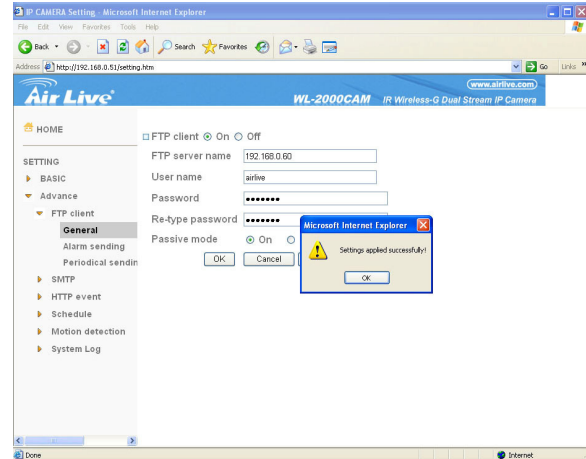 IP CAMERA Setting - Microsoft Internet Explorer
File Edit View Favorites Tools Help
Back Search Favorites
Address http://192.168.0.51/setting.htm Go Links »
Air Live® www.airlive.com
WL-2000CAM IR Wireless-G Dual Stream IP Camera
HOME
FTP client On Off
FTP server name 192.168.0.60
SETTING
User name airlive
BASIC
Advance
Password •••••••
FTP client
Re-type password •••••••
General
Passive mode On
Alarm sending
OK Cancel
Periodical sendin
Microsoft Internet Explorer
Settings applied successfully!
OK
SMTP
HTTP event
Schedule
Motion detection
System Log
Done Internet